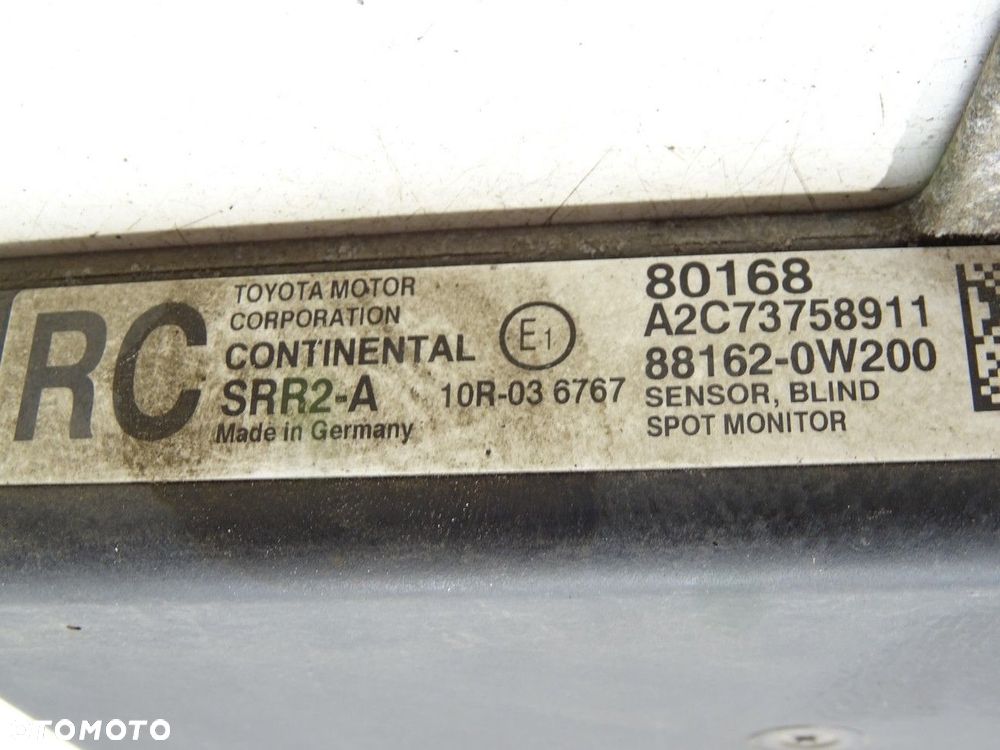 RC
TOYOTA MOTOR
CORPORATION
CONTINENTAL
SRR2-A
Made in Germany
E1
10R-03 6767
80168
A2C73758911
88162-0W200
SENSOR, BLIND
SPOT MONITOR
OTOMOTO